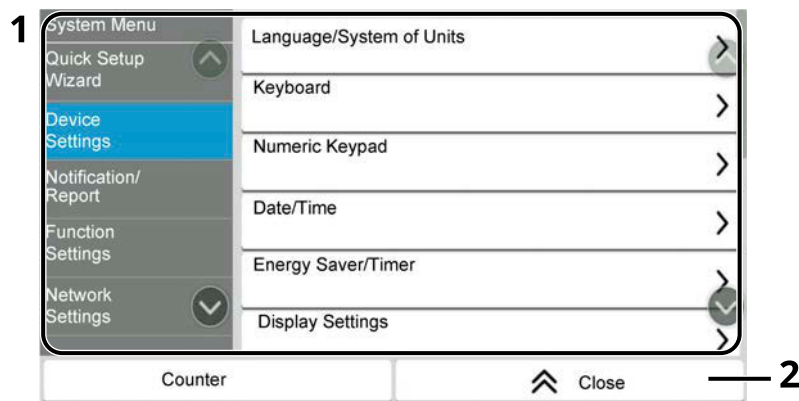 1
System Menu
Quick Setup
Wizard
Device
Settings
Notification/
Report
Function
Settings
Network
Settings
Language/System of Units
Keyboard
Numeric Keypad
Date/Time
Energy Saver/Timer
Display Settings
Counter
Close
2